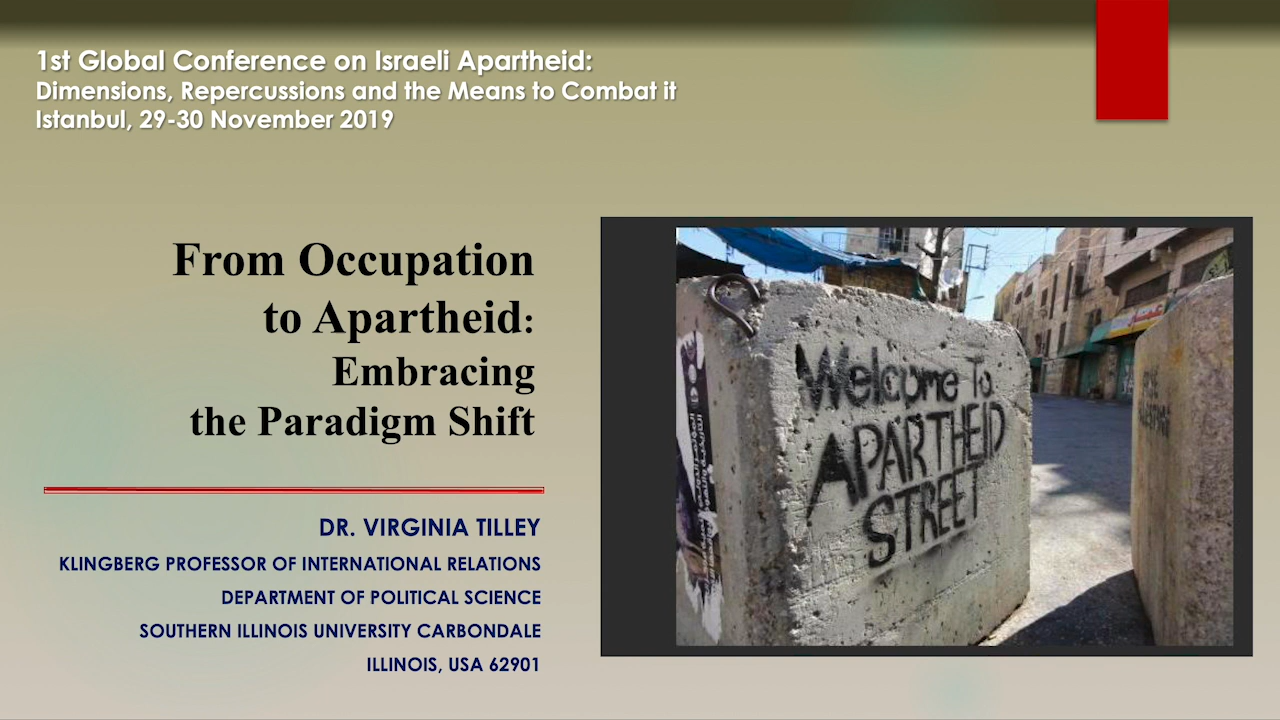 1st Global Conference on Israeli Apartheid:
Dimensions, Repercussions and the Means to Combat it
Istanbul, 29-30 November 2019
From Occupation
to Apartheid:
Embracing
the Paradigm Shift
DR. VIRGINIA TILLEY
KLINGBERG PROFESSOR OF INTERNATIONAL RELATIONS
DEPARTMENT OF POLITICAL SCIENCE
SOUTHERN ILLINOIS UNIVERSITY CARBONDALE
ILLINOIS, USA 62901
Welcome To
APARTHEID
STREET